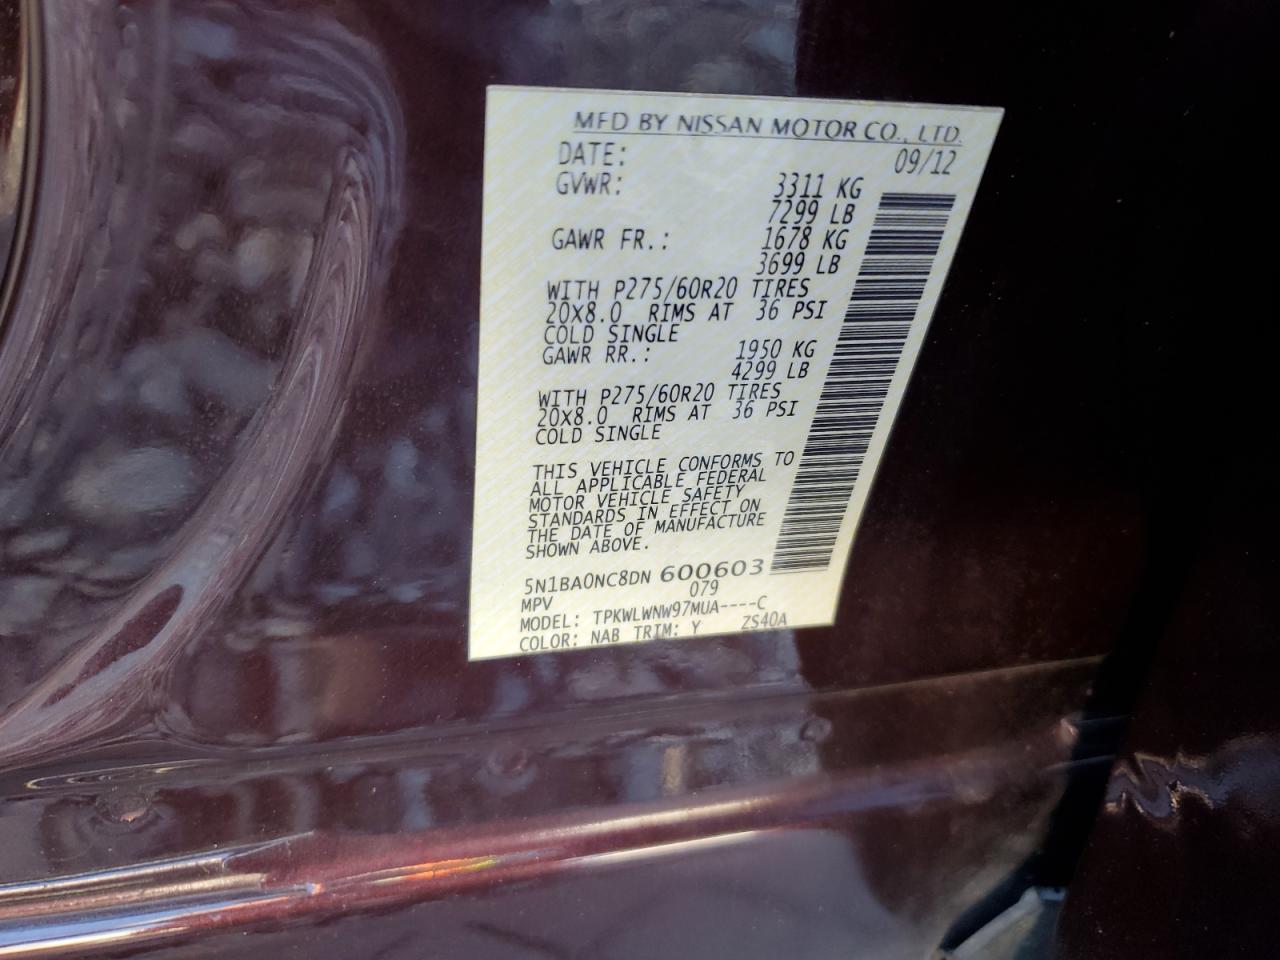 MFD BY NISSAN MOTOR CO., LTD.
DATE: 09/12
GVWR: 3311 KG
7299 LB
GAWR FR.: 1678 KG
3699 LB
WITH P275/60R20 TIRES
20X8.0 RIMS AT 36 PSI
COLD SINGLE
GAWR RR.: 1950 KG
4299 LB
WITH P275/60R20 TIRES
20X8.0 RIMS AT 36 PSI
COLD SINGLE
THIS VEHICLE CONFORMS TO
ALL APPLICABLE FEDERAL
MOTOR VEHICLE SAFETY
STANDARDS IN EFFECT ON
THE DATE OF MANUFACTURE
SHOWN ABOVE.
5N1BA0NC8DN 600603
MPV 079
MODEL: TPKWLWNW97MUA----C
COLOR: NAB TRIM: Y ZS40A